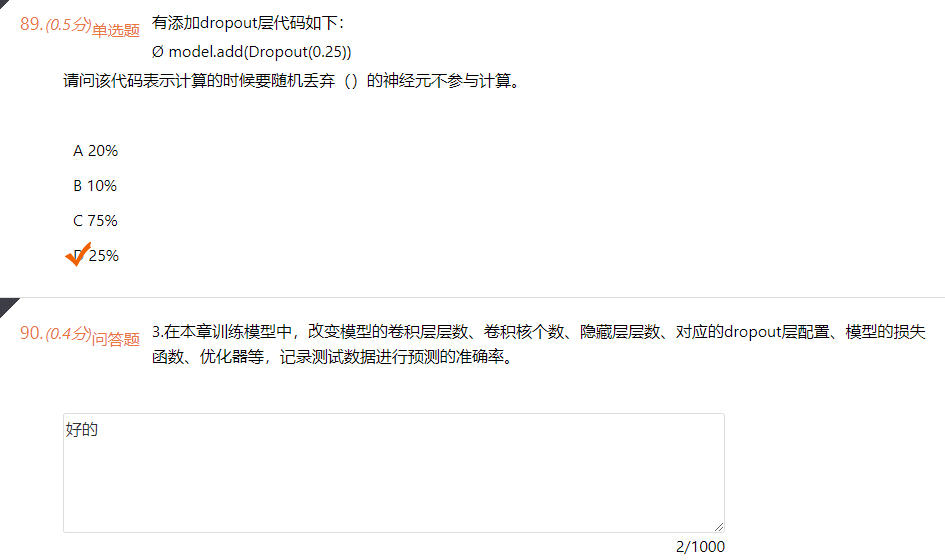 89.(0.5分)单选题 有添加dropout层代码如下：
Ø model.add(Dropout(0.25))
请问该代码表示计算的时候要随机丢弃（）的神经元不参与计算。
A 20%
B 10%
C 75%
D 25%
90.(0.4分)问答题 3.在本章训练模型中，改变模型的卷积层层数、卷积核个数、隐藏层层数、对应的dropout层配置、模型的损失
函数、优化器等，记录测试数据进行预测的准确率。
好的
2/1000